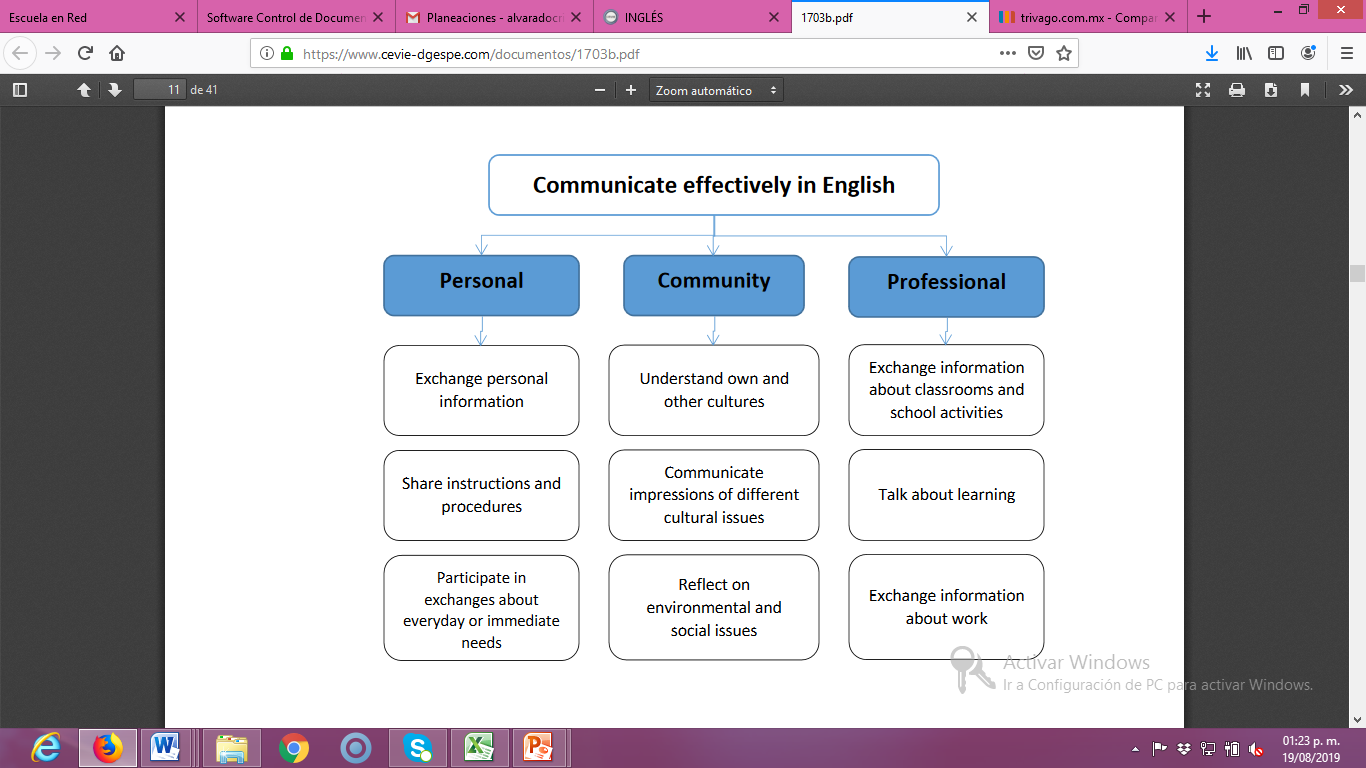 Escuela en Red
Software Control de Documen
Planeaciones - alvaradocr
INGLÉS
1703b.pdf
trivago.com.mx - Compar
https://www.cevie-dgespe.com/documentos/1703b.pdf
11 de 41
Zoom automático
Communicate effectively in English
Personal
Community
Professional
Exchange personal
information
Understand own and
other cultures
Exchange information
about classrooms and
school activities
Share instructions and
procedures
Communicate
impressions of different
cultural issues
Talk about learning
Participate in
exchanges about
everyday or immediate
needs
Reflect on
environmental and
social issues
Exchange information
about work
Activar Windows
Ir a Configuración de PC para activar Windows.
01:23 p. m.
19/08/2019